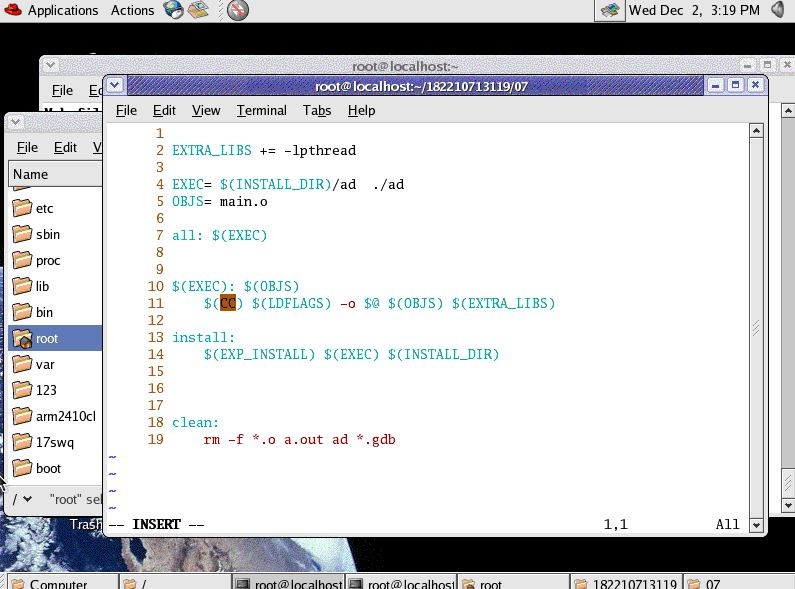 Applications Actions Wed Dec 2, 3:19 PM
root@localhost:~
File
root@localhost:~/182210713119/07
File Edit View Terminal Tabs Help
File Edit V
Name
etc
sbin
proc
lib
bin
root
var
123
arm2410cl
17swq
boot
/ "root" sel
Trash
1
2 EXTRA_LIBS += -lpthread
3
4 EXEC= $(INSTALL_DIR)/ad ./ad
5 OBJS= main.o
6
7 all: $(EXEC)
8
9
10 $(EXEC): $(OBJS)
11 $(CC) $(LDFLAGS) -o $@ $(OBJS) $(EXTRA_LIBS)
12
13 install:
14 $(EXP_INSTALL) $(EXEC) $(INSTALL_DIR)
15
16
17
18 clean:
19 rm -f *.o a.out ad *.gdb
~
~
~
~
-- INSERT -- 1,1 All
Computer / root@localhost root@localhost: root 182210713119 07